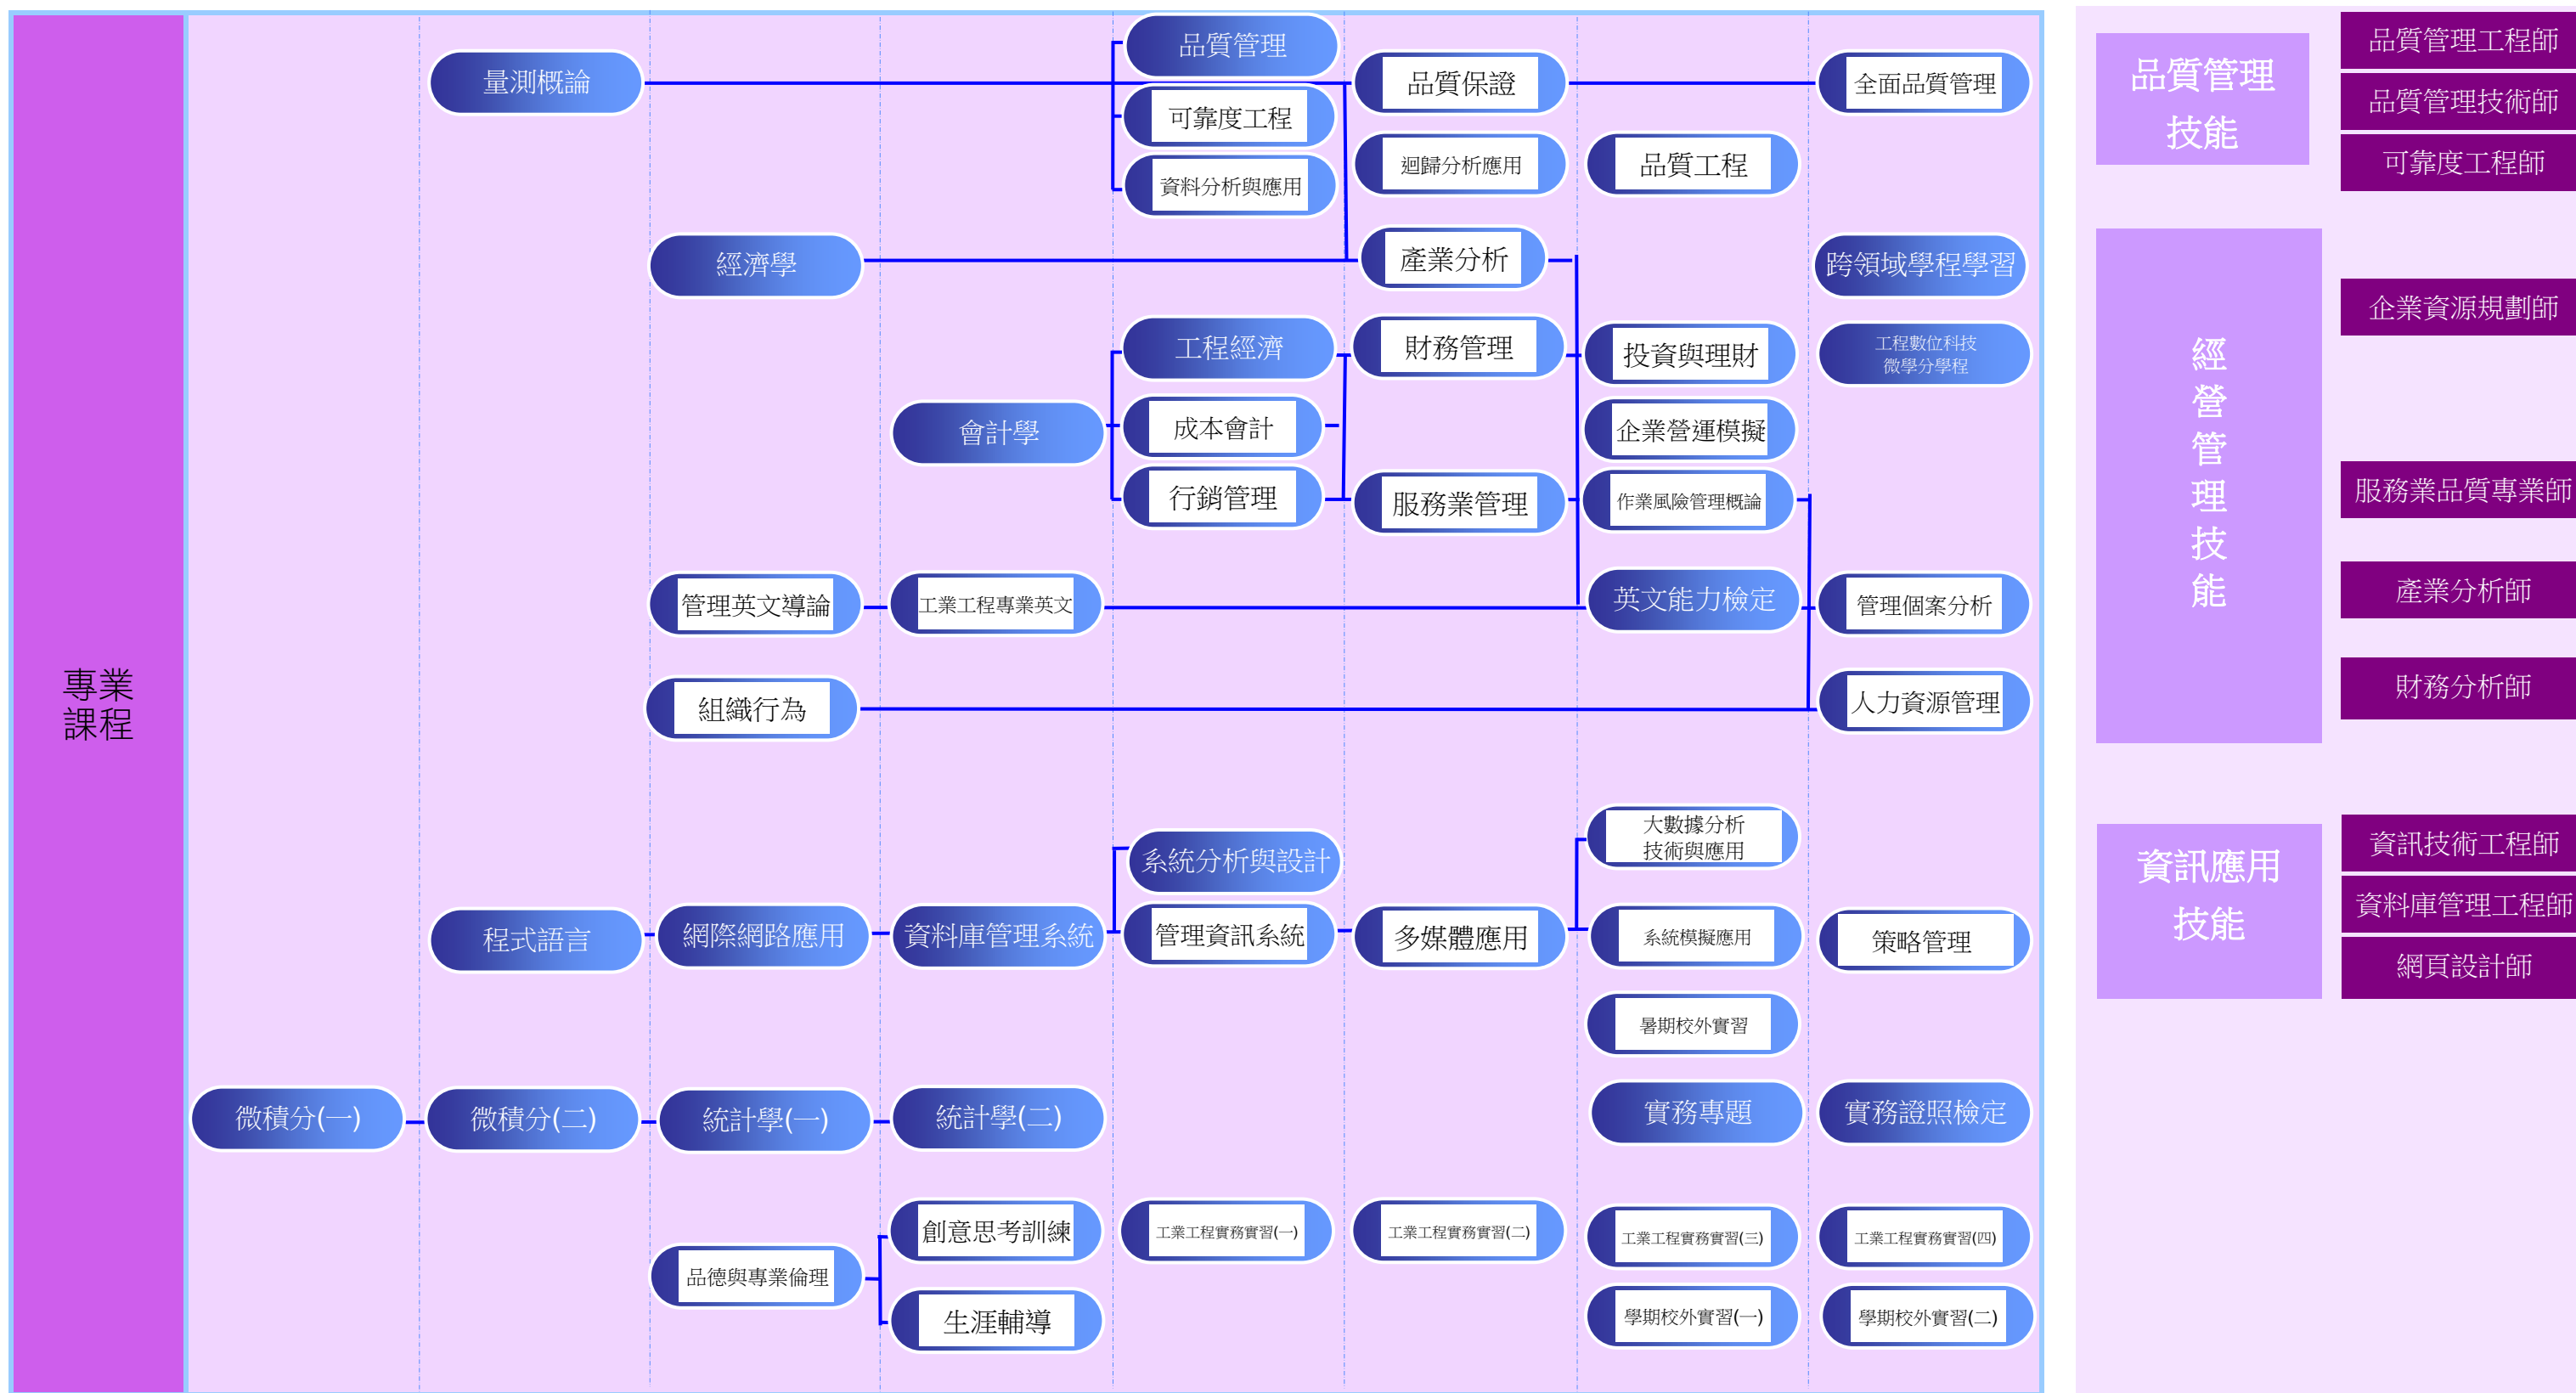 專業
課程
品質管理
量測概論
品質保證
全面品質管理
可靠度工程
迴歸分析應用
品質工程
資料分析與應用
經濟學
產業分析
跨領域學程學習
工程經濟
財務管理
投資與理財
工程數位科技
微學分學程
會計學
成本會計
企業營運模擬
行銷管理
服務業管理
作業風險管理概論
管理英文導論
工業工程專業英文
英文能力檢定
管理個案分析
組織行為
人力資源管理
大數據分析
技術與應用
系統分析與設計
程式語言
網際網路應用
資料庫管理系統
管理資訊系統
多媒體應用
系統模擬應用
策略管理
暑期校外實習
微積分(一)
微積分(二)
統計學(一)
統計學(二)
實務專題
實務證照檢定
創意思考訓練
工業工程實務實習(一)
工業工程實務實習(二)
工業工程實務實習(三)
工業工程實務實習(四)
品德與專業倫理
生涯輔導
學期校外實習(一)
學期校外實習(二)
品質管理
技能
品質管理工程師
品質管理技術師
可靠度工程師
經
營
管
理
技
能
企業資源規劃師
服務業品質專業師
產業分析師
財務分析師
資訊應用
技能
資訊技術工程師
資料庫管理工程師
網頁設計師